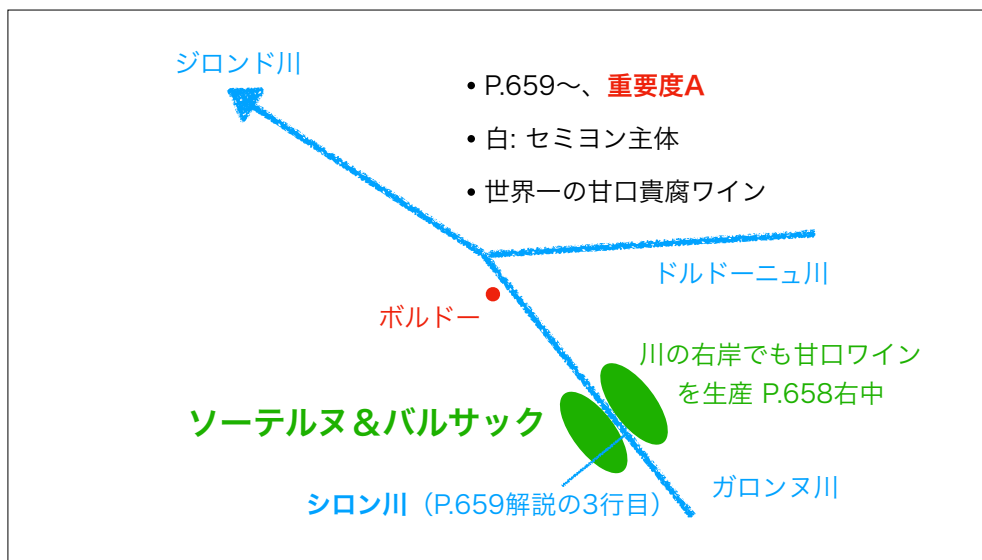 ジロンド川
• P.659〜、重要度A
• 白: セミヨン主体
• 世界一の甘口貴腐ワイン
ドルドーニュ川
ボルドー
川の右岸でも甘口ワイン
を生産 P.658右中
ソーテルヌ＆バルサック
ガロンヌ川
シロン川（P.659解説の3行目）